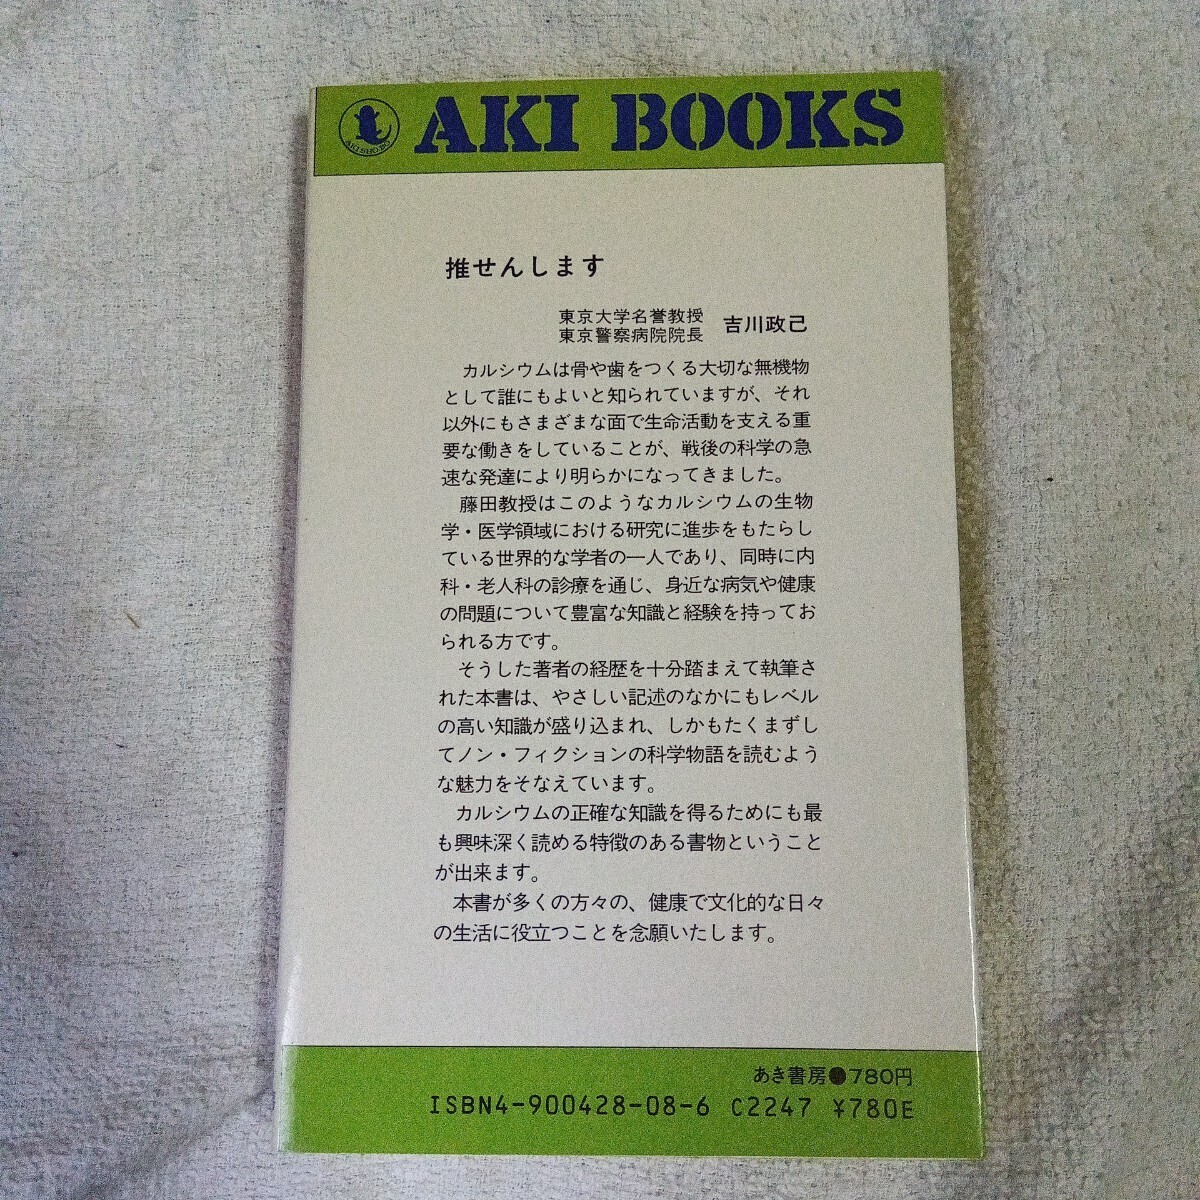 AKI SHO BO
AKI BOOKS
推せんします
東京大学名誉教授
東京警察病院院長
吉川政己
カルシウムは骨や歯をつくる大切な無機物
として誰にもよいと知られていますが、それ
以外にもさまざまな面で生命活動を支える重
要な働きをしていることが、戦後の科学の急
速な発達により明らかになってきました。
藤田教授はこのようなカルシウムの生物
学・医学領域における研究に進歩をもたらし
ている世界的な学者の一人であり、同時に内
科・老人科の診療を通じ、身近な病気や健康
の問題について豊富な知識と経験を持ってお
られる方です。
そうした著者の経歴を十分踏まえて執筆さ
れた本書は、やさしい記述のなかにもレベル
の高い知識が盛り込まれ、しかもたくまずし
てノン・フィクションの科学物語を読むよう
な魅力をそなえています。
カルシウムの正確な知識を得るためにも最
も興味深く読める特徴のある書物ということ
が出来ます。
本書が多くの方々の、健康で文化的な日々
の生活に役立つことを念願いたします。
あき書房●780円
ISBN4-900428-08-6 C2247 ¥780E